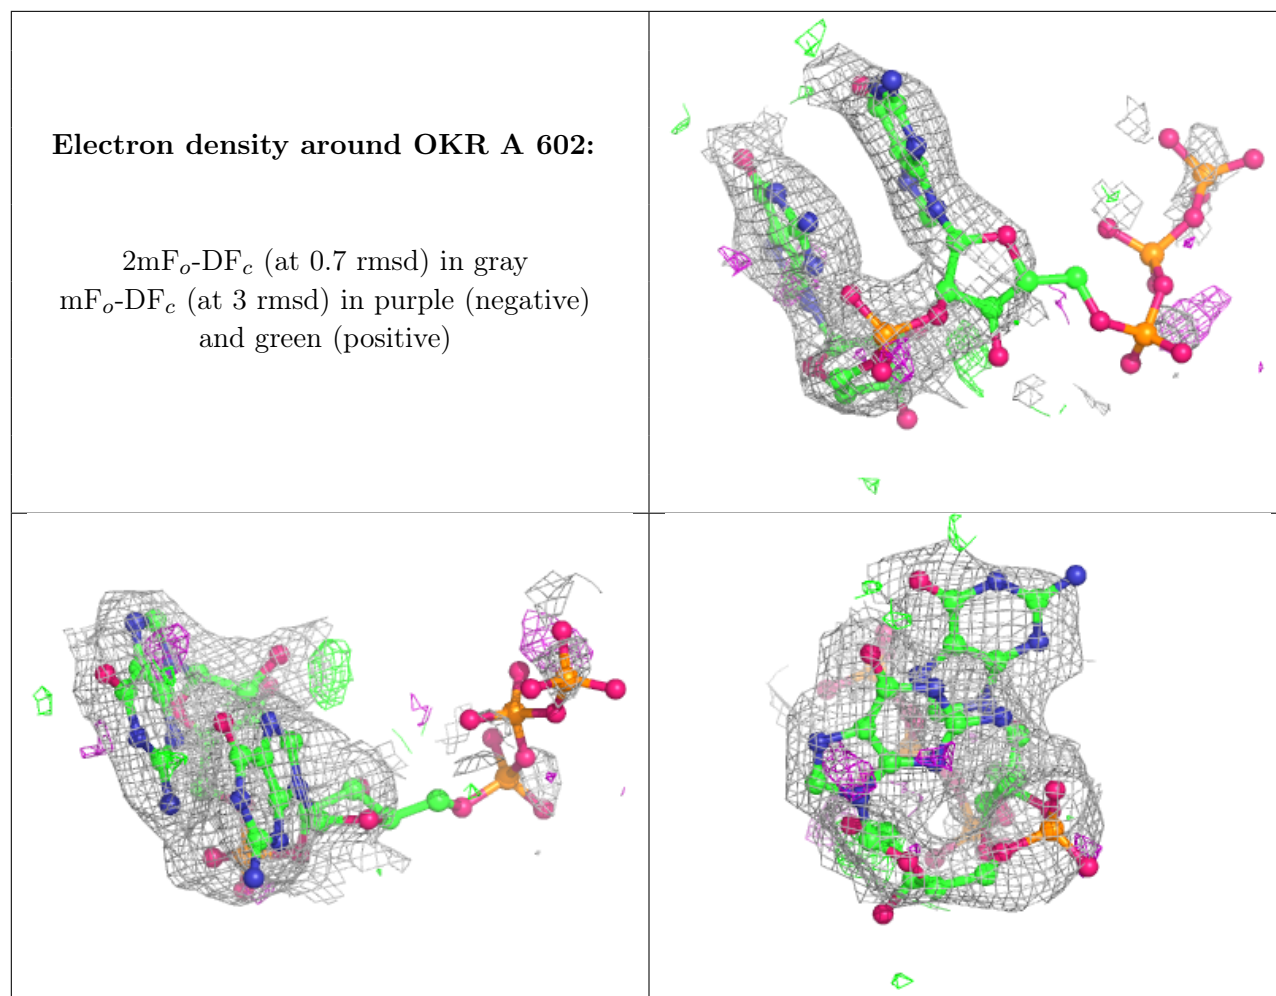 Electron density around OKR A 602:
2mFo-DFc (at 0.7 rmsd) in gray
mFo-DFc (at 3 rmsd) in purple (negative)
and green (positive)